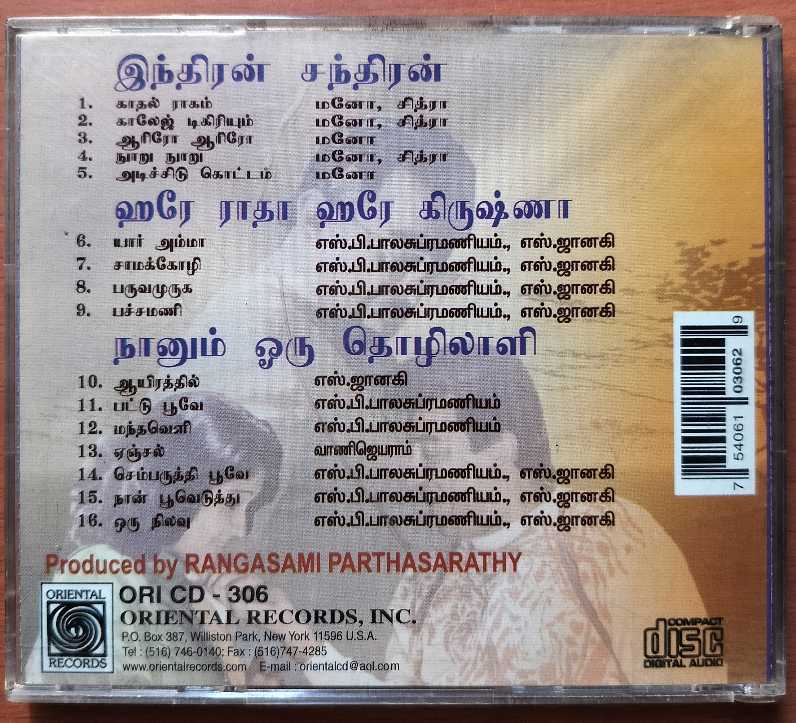 இந்திரன் சந்திரன்
1. காதல் ராகம் மனோ, சித்ரா
2. காலேஜ் டிகிரியும் மனோ, சித்ரா
3. ஆரிரோ ஆரிரோ மனோ
4. நூறு நூறு மனோ, சித்ரா
5. அடிச்சிடு கொட்டம் மனோ
ஹரே ராதா ஹரே கிருஷ்ணா
6. யார் அம்மா எஸ்.பி.பாலசுப்ரமணியம்., எஸ்.ஜானகி
7. சாமக்கோழி எஸ்.பி.பாலசுப்ரமணியம்., எஸ்.ஜானகி
8. பருவமுருக எஸ்.பி.பாலசுப்ரமணியம்., எஸ்.ஜானகி
9. பச்சமணி எஸ்.பி.பாலசுப்ரமணியம்., எஸ்.ஜானகி
நானும் ஒரு தொழிலாளி
10. ஆயிரத்தில் எஸ்.ஜானகி
11. பட்டு பூவே எஸ்.பி.பாலசுப்ரமணியம்
12. மந்தவெளி எஸ்.பி.பாலசுப்ரமணியம்
13. ஏஞ்சல் வாணிஜெயராம்
14. செம்பருத்தி பூவே எஸ்.பி.பாலசுப்ரமணியம்., எஸ்.ஜானகி
15. நான் பூவெடுத்து எஸ்.பி.பாலசுப்ரமணியம்., எஸ்.ஜானகி
16. ஒரு நிலவு எஸ்.பி.பாலசுப்ரமணியம்., எஸ்.ஜானகி
7 54061 03062 9
Produced by RANGASAMI PARTHASARATHY
ORIENTAL RECORDS
ORI CD - 306
ORIENTAL RECORDS, INC.
P.O. Box 387, Williston Park, New York 11596 U.S.A.
Tel : (516) 746-0140; Fax : (516)747-4285
www.orientalrecords.com E-mail : orientalcd@aol.com
COMPACT
disc
DIGITAL AUDIO